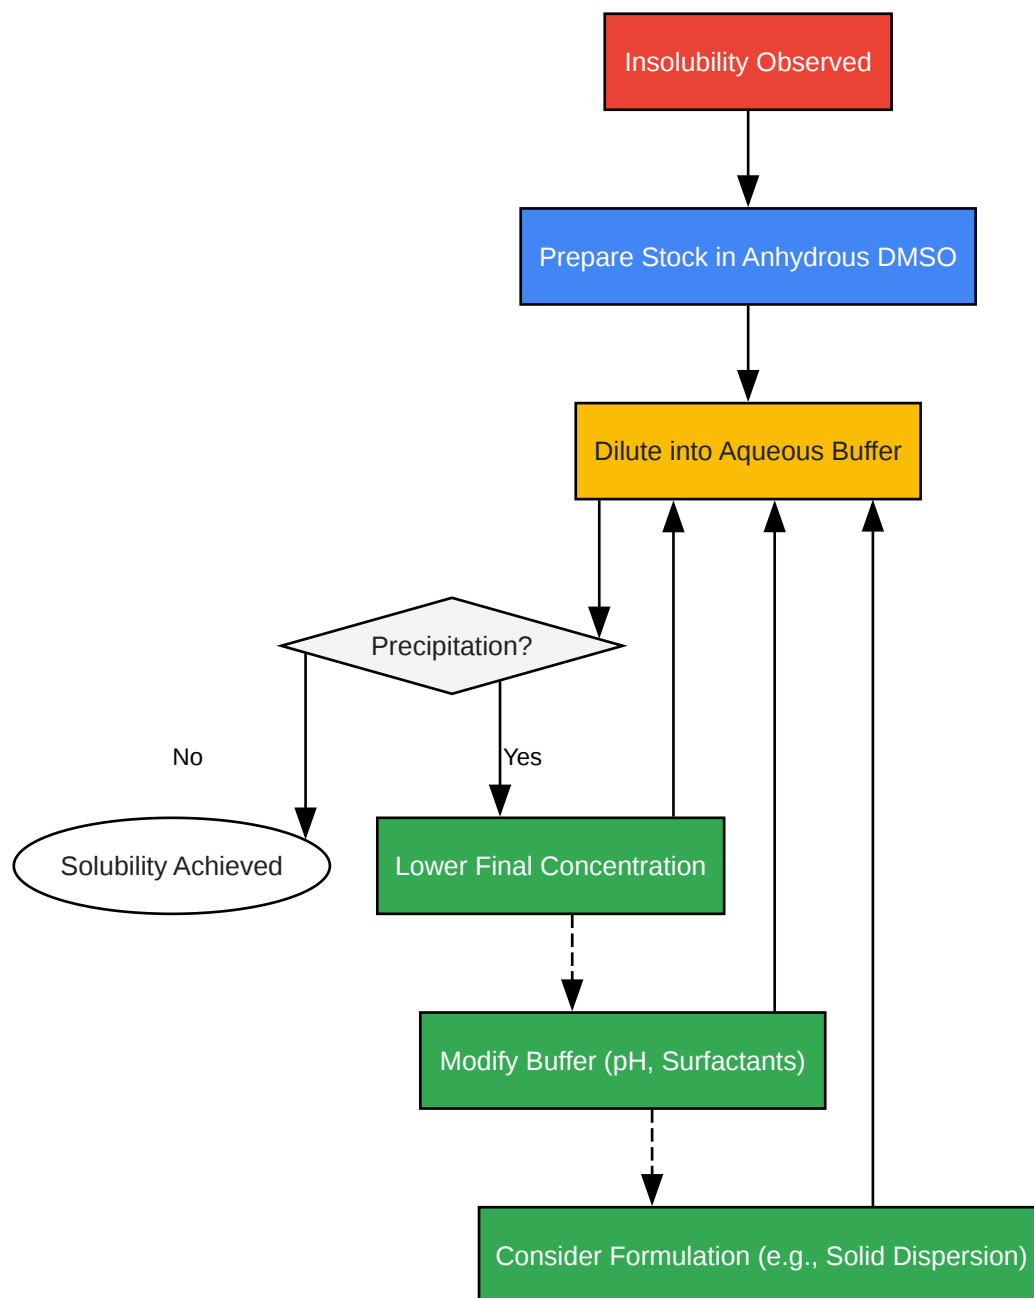 Insolubility Observed
Prepare Stock in Anhydrous DMSO
Dilute into Aqueous Buffer
Precipitation?
No
Yes
Solubility Achieved
Lower Final Concentration
Modify Buffer (pH, Surfactants)
Consider Formulation (e.g., Solid Dispersion)